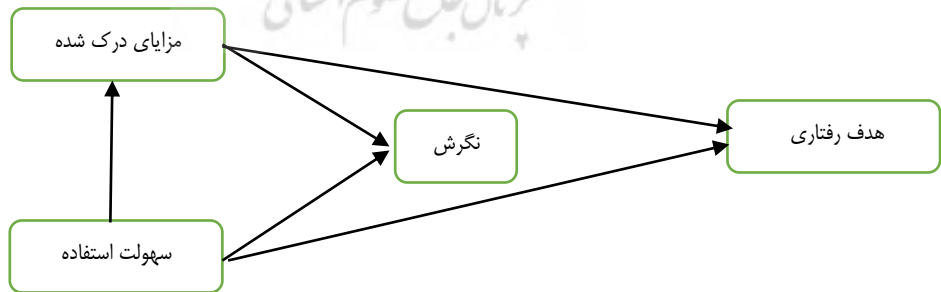 مزایای درک شده
نگرش
هدف رفتاری
سهولت استفاده